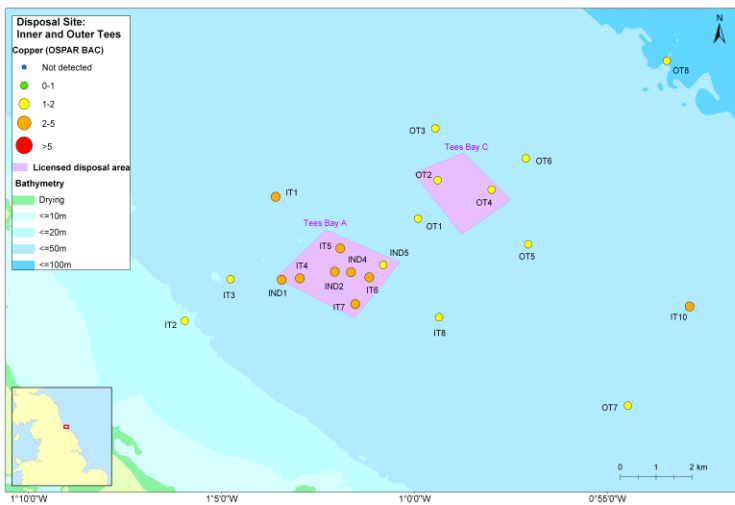 Disposal Site:
Inner and Outer Tees
Copper (OSPAR BAC)
Not detected
0-1
1-2
2-5
>5
Licensed disposal area
Bathymetry
Drying
<=10m
<=20m
<=50m
<=100m
N
OT8
OT3
Tees Bay C
OT6
OT2
OT4
IT1
OT1
Tees Bay A
OT5
IT5
IND4
IND5
IT4
IT3
IND1
IND2
IT6
IT7
IT2
IT8
IT10
OT7
0 1 2 km
1°10'0"W 1°5'0"W 1°0'0"W 0°55'0"W